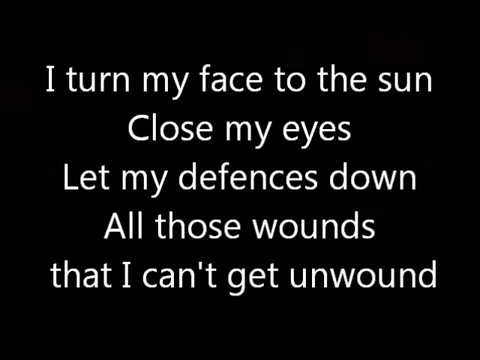 I turn my face to the sun
Close my eyes
Let my defences down
All those wounds
that I can't get unwound